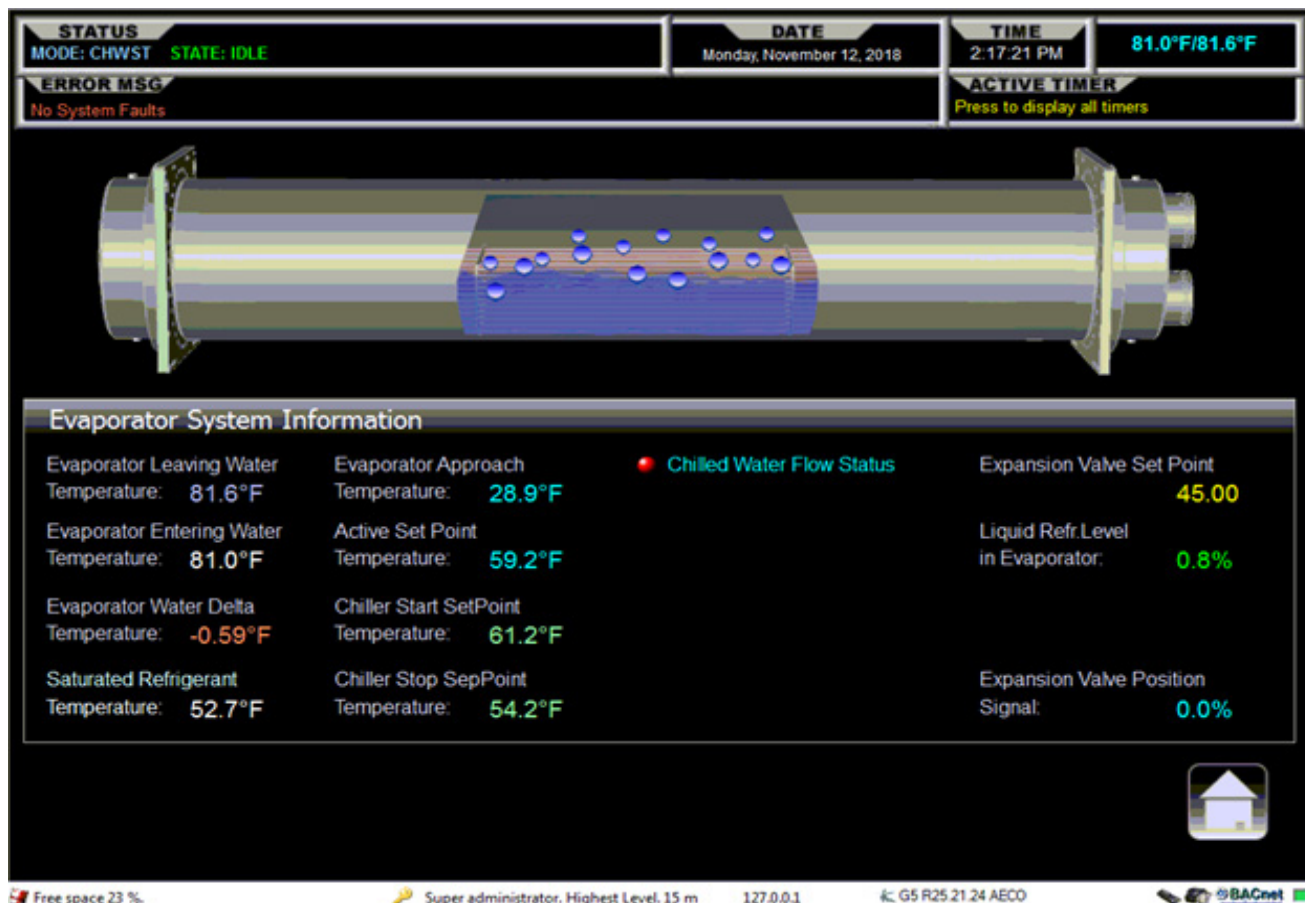 STATUS
MODE: CHWST STATE: IDLE
DATE
Monday, November 12, 2018
TIME
2:17:21 PM
81.0°F/81.6°F
ERROR MSG
No System Faults
ACTIVE TIMER
Press to display all timers
Evaporator System Information
Evaporator Leaving Water
Temperature: 81.6°F
Evaporator Entering Water
Temperature: 81.0°F
Evaporator Water Delta
Temperature: -0.59°F
Saturated Refrigerant
Temperature: 52.7°F
Evaporator Approach
Temperature: 28.9°F
Active Set Point
Temperature: 59.2°F
Chiller Start SetPoint
Temperature: 61.2°F
Chiller Stop SepPoint
Temperature: 54.2°F
Chilled Water Flow Status
Expansion Valve Set Point
45.00
Liquid Refr.Level
in Evaporator: 0.8%
Expansion Valve Position
Signal: 0.0%
Free space 23 %.
Super administrator. Highest Level. 15 m
127.0.0.1
G5 R25.21.24 AECO
BACnet